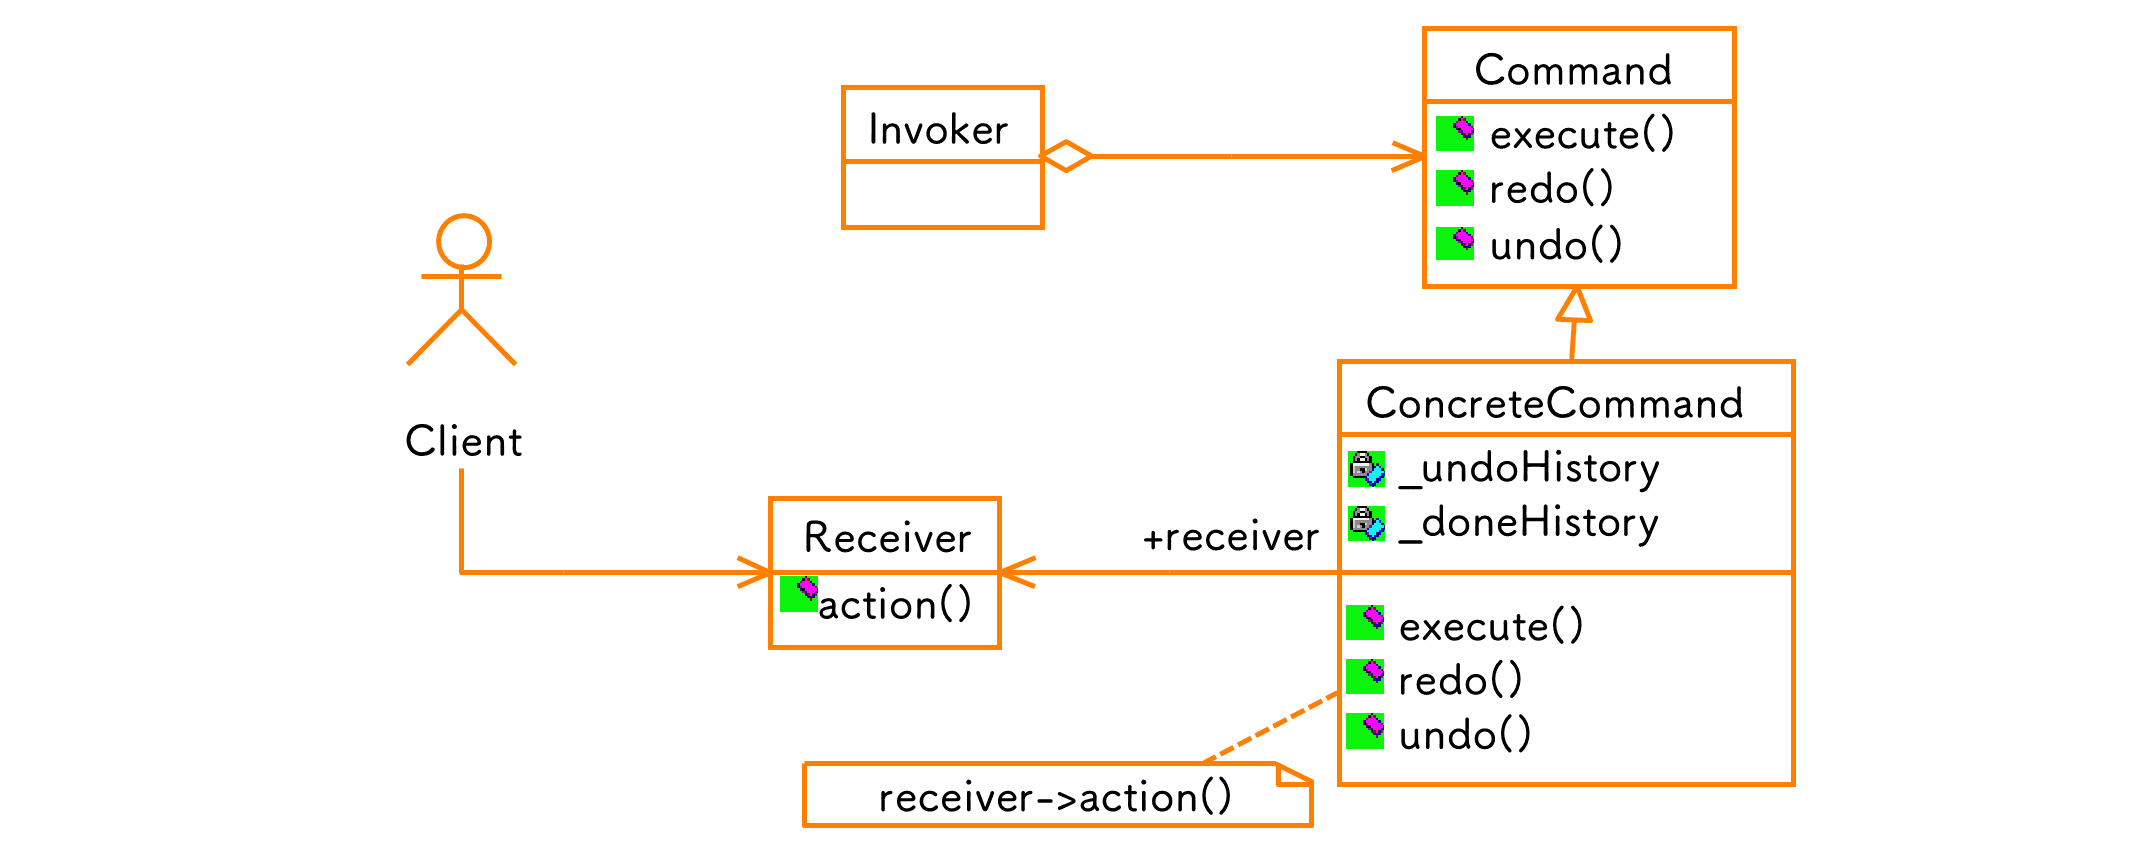 Command
execute()
redo()
undo()
Invoker
Client
ConcreteCommand
_undoHistory
_doneHistory
execute()
redo()
undo()
+receiver
Receiver
action()
receiver->action()